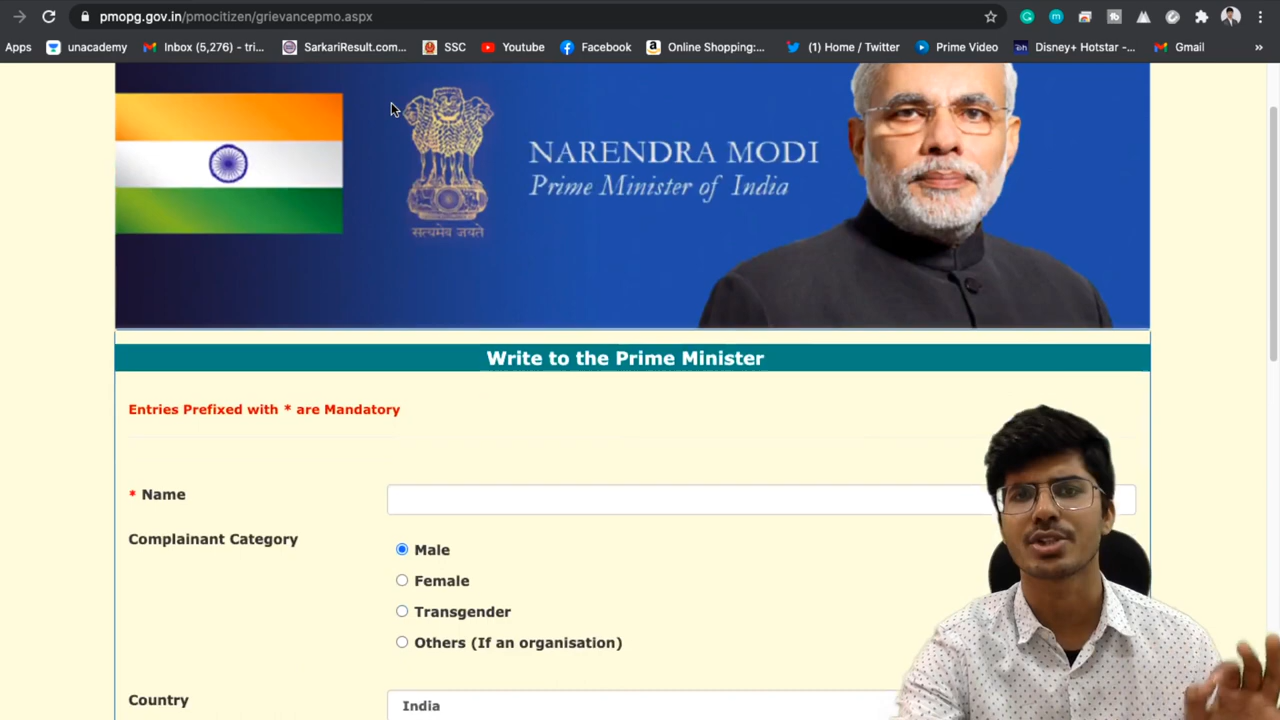 pmopg.gov.in/pmocitizen/grievancepmo.aspx
Apps unacademy Inbox (5,276) - tri... SarkariResult.com... SSC Youtube Facebook Online Shopping:... (1) Home / Twitter Prime Video Disney+ Hotstar -... Gmail »
NARENDRA MODI
Prime Minister of India
सत्यमेव जयते
Write to the Prime Minister
Entries Prefixed with * are Mandatory
* Name
Complainant Category
Male
Female
Transgender
Others (If an organisation)
Country India